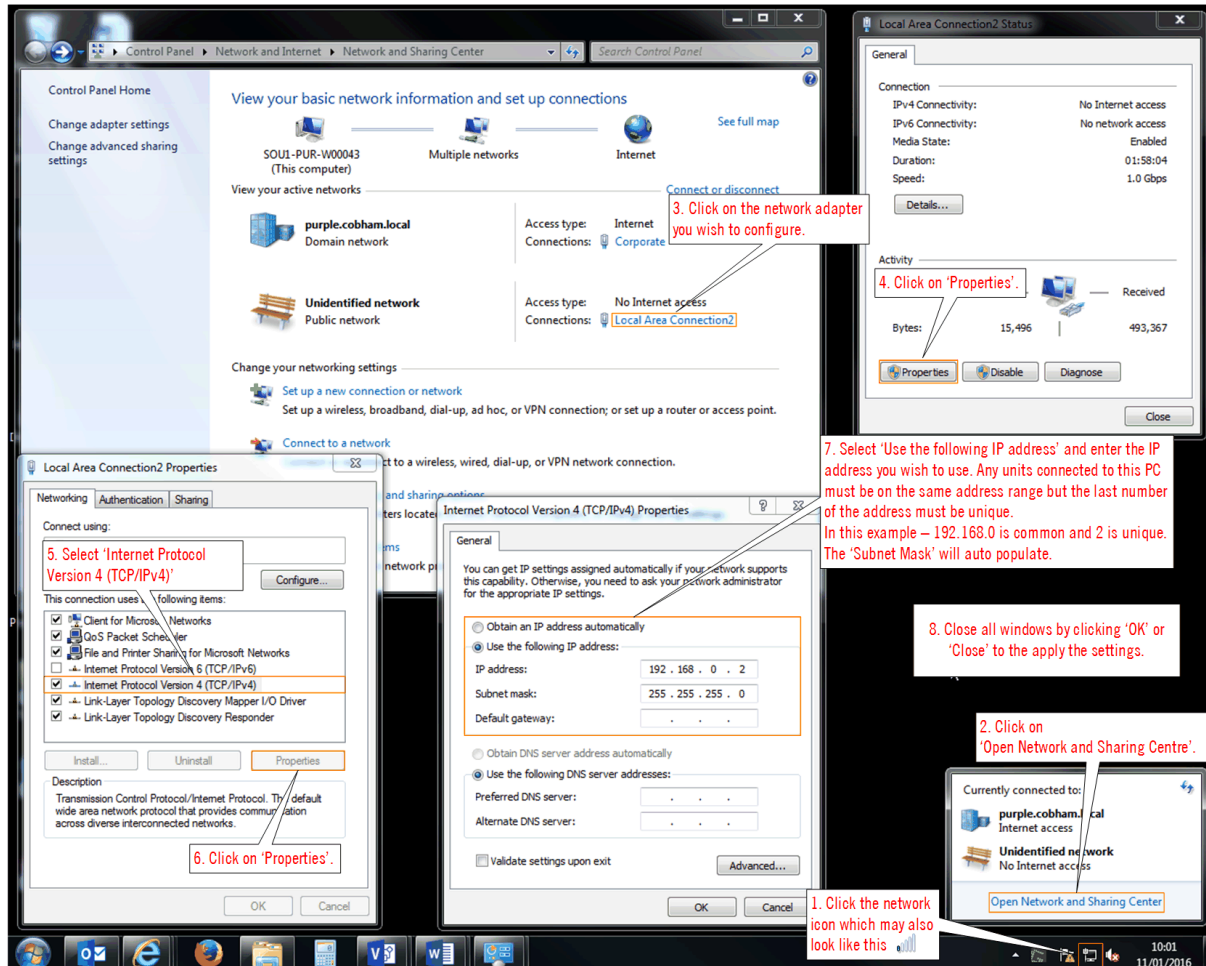 Control Panel
Network and Internet
Network and Sharing Center
Search Control Panel
Control Panel Home
Change adapter settings
Change advanced sharing
settings
View your basic network information and set up connections
See full map
SOU1-PUR-W00043
(This computer)
Multiple networks
Internet
View your active networks
Connect or disconnect
purple.cobham.local
Domain network
Access type:
Internet
Connections:
Corporate
3. Click on the network adapter
you wish to configure.
Unidentified network
Public network
Access type:
No Internet access
Connections:
Local Area Connection2
Change your networking settings
Set up a new connection or network
Set up a wireless, broadband, dial-up, ad hoc, or VPN connection; or set up a router or access point.
Connect to a network
ct to a wireless, wired, dial-up, or VPN network connection.
and sharing options
ters locate
ems
network p
Local Area Connection2 Status
General
Connection
IPv4 Connectivity:
No Internet access
IPv6 Connectivity:
No network access
Media State:
Enabled
Duration:
01:58:04
Speed:
1.0 Gbps
Details...
Activity
4. Click on 'Properties'.
Received
Bytes:
15,496
493,367
Properties
Disable
Diagnose
Close
Local Area Connection2 Properties
Networking
Authentication
Sharing
Connect using:
5. Select 'Internet Protocol
Version 4 (TCP/IPv4)'
Configure...
This connection uses following items:
Client for Microsoft Networks
QoS Packet Scheduler
File and Printer Sharing for Microsoft Networks
Internet Protocol Version 6 (TCP/IPv6)
Internet Protocol Version 4 (TCP/IPv4)
Link-Layer Topology Discovery Mapper I/O Driver
Link-Layer Topology Discovery Responder
Install...
Uninstall
Properties
Description
Transmission Control Protocol/Internet Protocol. The default
wide area network protocol that provides communication
across diverse interconnected networks.
6. Click on 'Properties'.
OK
Cancel
Internet Protocol Version 4 (TCP/IPv4) Properties
General
You can get IP settings assigned automatically if your network supports
this capability. Otherwise, you need to ask your network administrator
for the appropriate IP settings.
Obtain an IP address automatically
Use the following IP address:
IP address:
192 . 168 . 0 . 2
Subnet mask:
255 . 255 . 255 . 0
Default gateway:
. . .
Obtain DNS server address automatically
Use the following DNS server addresses:
Preferred DNS server:
. . .
Alternate DNS server:
. . .
Validate settings upon exit
Advanced...
OK
Cancel
7. Select 'Use the following IP address' and enter the IP
address you wish to use. Any units connected to this PC
must be on the same address range but the last number
of the address must be unique.
In this example – 192.168.0 is common and 2 is unique.
The 'Subnet Mask' will auto populate.
8. Close all windows by clicking 'OK' or
'Close' to the apply the settings.
2. Click on
'Open Network and Sharing Centre'.
Currently connected to:
purple.cobham.local
Internet access
Unidentified network
No Internet access
Open Network and Sharing Center
1. Click the network
icon which may also
look like this
10:01
11/01/2016